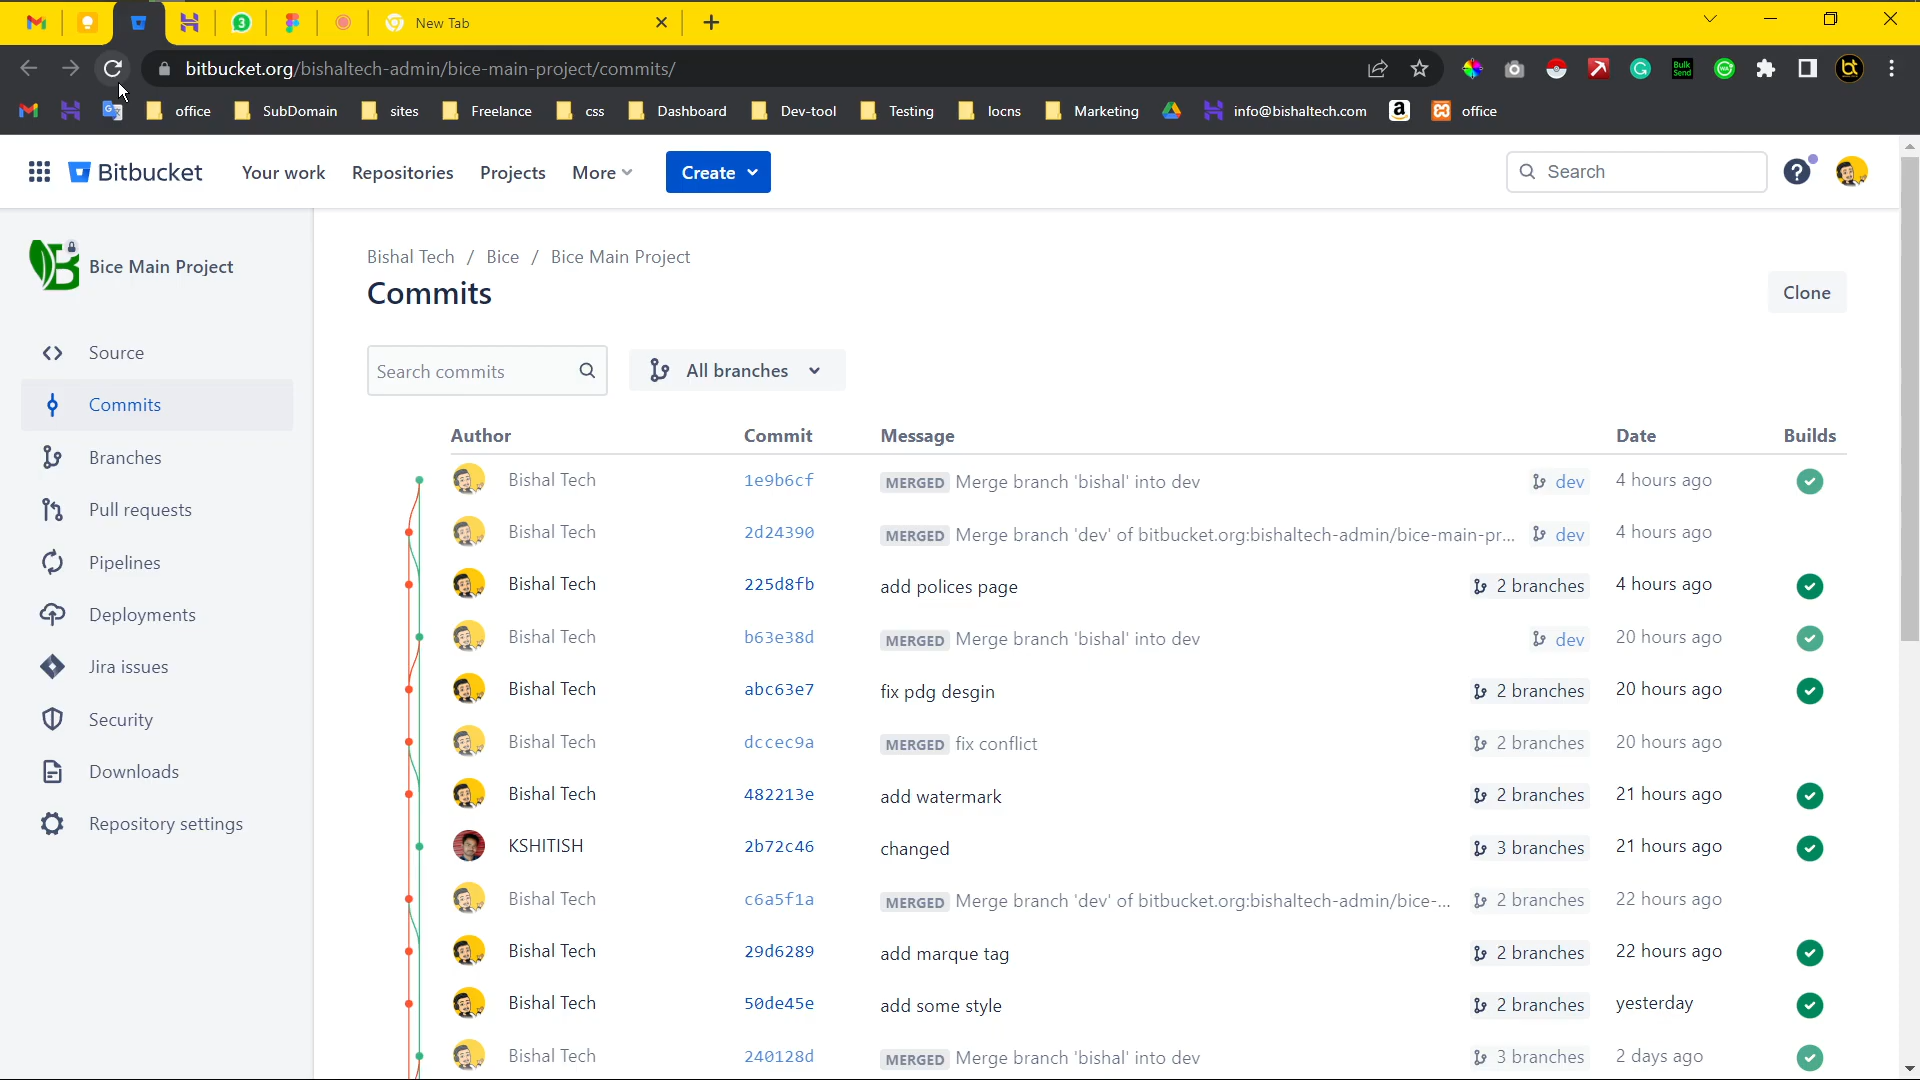 3
New Tab
bitbucket.org/bishaltech-admin/bice-main-project/commits/
Bulk Send
bt
office
SubDomain
sites
Freelance
css
Dashboard
Dev-tool
Testing
locns
Marketing
info@bishaltech.com
a
office
Bitbucket
Your work
Repositories
Projects
More
Create
Search
?
Bice Main Project
Source
Commits
Branches
Pull requests
Pipelines
Deployments
Jira issues
Security
Downloads
Repository settings
Bishal Tech / Bice / Bice Main Project
Commits
Clone
Search commits
All branches
Author Commit Message Date Builds
Bishal Tech 1e9b6cf MERGED Merge branch 'bishal' into dev dev 4 hours ago
Bishal Tech 2d24390 MERGED Merge branch 'dev' of bitbucket.org:bishaltech-admin/bice-main-pr... dev 4 hours ago
Bishal Tech 225d8fb add polices page 2 branches 4 hours ago
Bishal Tech b63e38d MERGED Merge branch 'bishal' into dev dev 20 hours ago
Bishal Tech abc63e7 fix pdg desgin 2 branches 20 hours ago
Bishal Tech dccec9a MERGED fix conflict 2 branches 20 hours ago
Bishal Tech 482213e add watermark 2 branches 21 hours ago
KSHITISH 2b72c46 changed 3 branches 21 hours ago
Bishal Tech c6a5f1a MERGED Merge branch 'dev' of bitbucket.org:bishaltech-admin/bice-... 2 branches 22 hours ago
Bishal Tech 29d6289 add marque tag 2 branches 22 hours ago
Bishal Tech 50de45e add some style 2 branches yesterday
Bishal Tech 240128d MERGED Merge branch 'bishal' into dev 3 branches 2 days ago